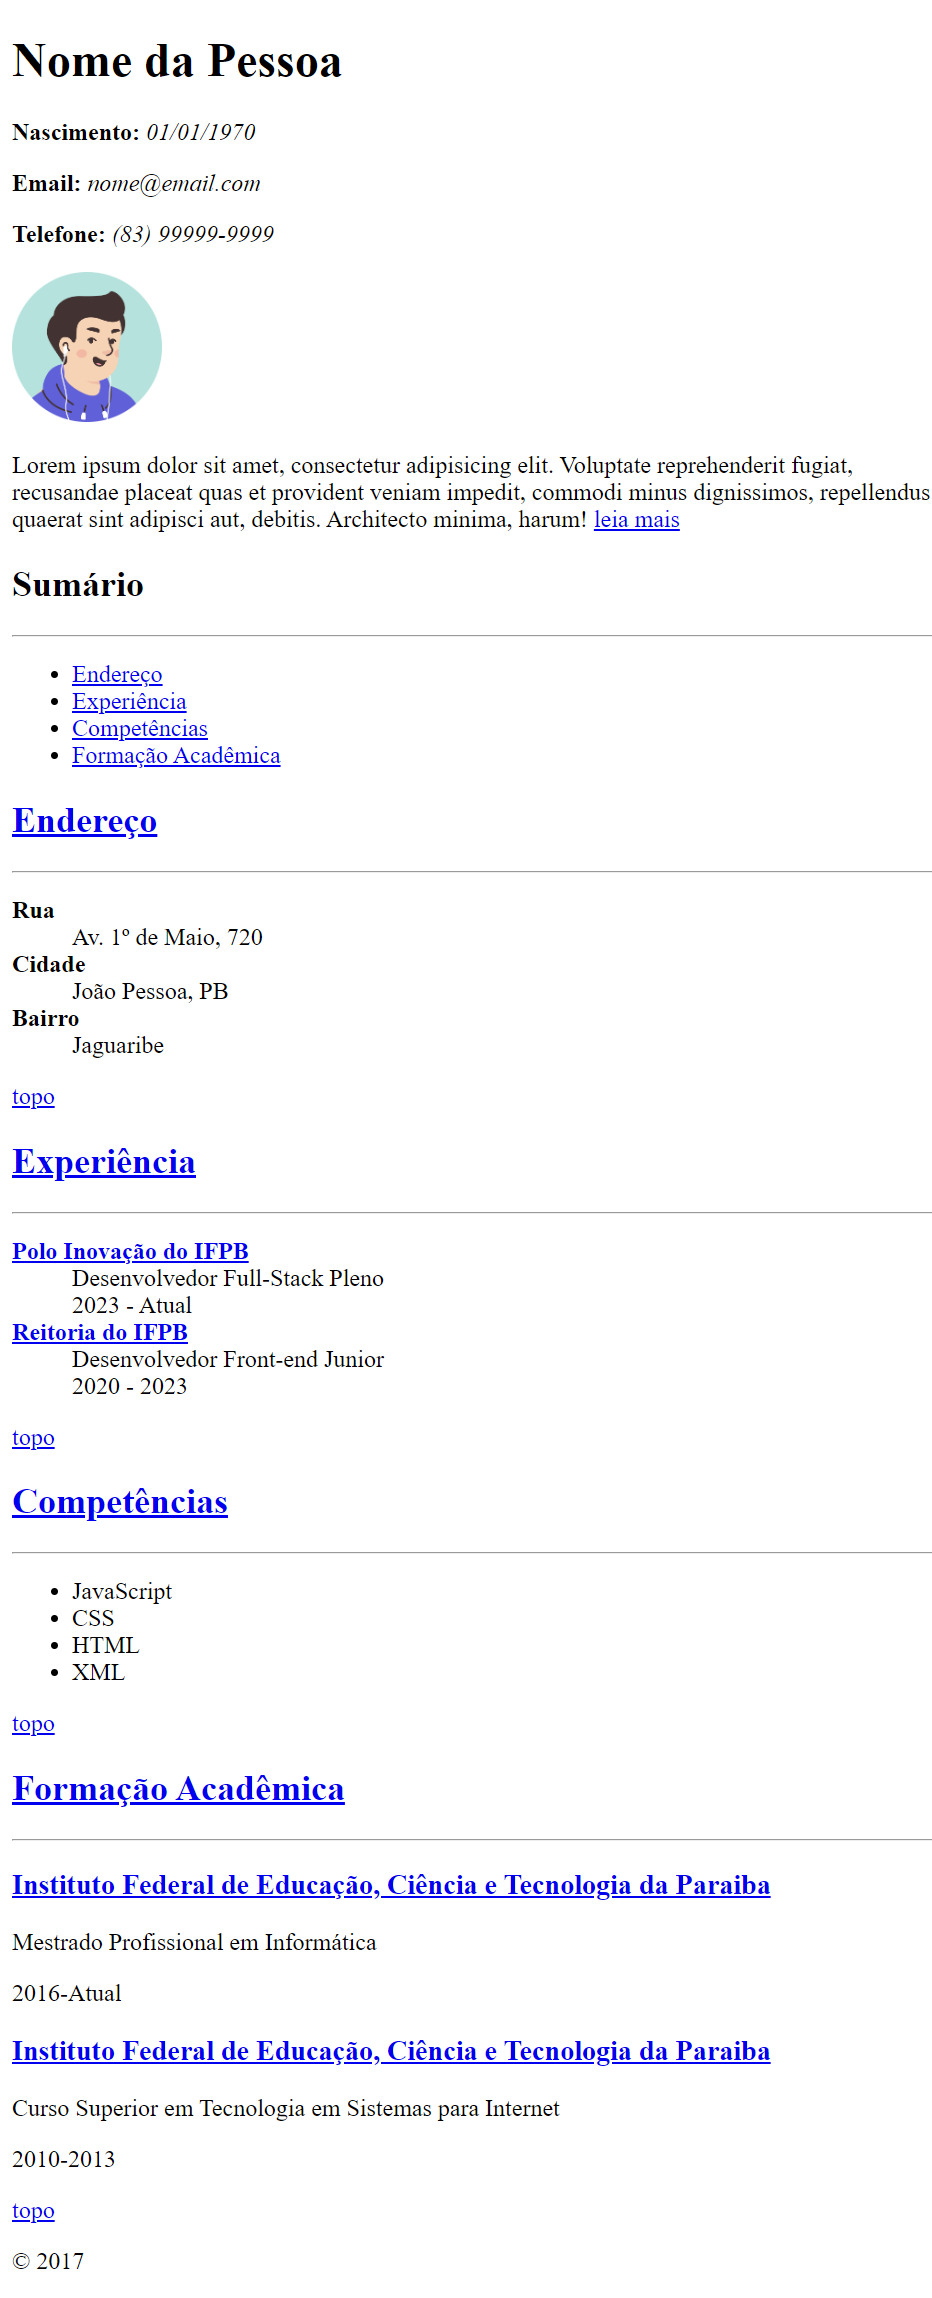 Nome da Pessoa
Nascimento: 01/01/1970
Email: nome@email.com
Telefone: (83) 99999-9999
Lorem ipsum dolor sit amet, consectetur adipisicing elit. Voluptate reprehenderit fugiat,
recusandae placeat quas et provident veniam impedit, commodi minus dignissimos, repellendus
quaerat sint adipisci aut, debitis. Architecto minima, harum! leia mais
Sumário
• Endereço
• Experiência
• Competências
• Formação Acadêmica
Endereço
Rua
Av. 1º de Maio, 720
Cidade
João Pessoa, PB
Bairro
Jaguaribe
topo
Experiência
Polo Inovação do IFPB
Desenvolvedor Full-Stack Pleno
2023 - Atual
Reitoria do IFPB
Desenvolvedor Front-end Junior
2020 - 2023
topo
Competências
• JavaScript
• CSS
• HTML
• XML
topo
Formação Acadêmica
Instituto Federal de Educação, Ciência e Tecnologia da Paraiba
Mestrado Profissional em Informática
2016-Atual
Instituto Federal de Educação, Ciência e Tecnologia da Paraiba
Curso Superior em Tecnologia em Sistemas para Internet
2010-2013
topo
© 2017